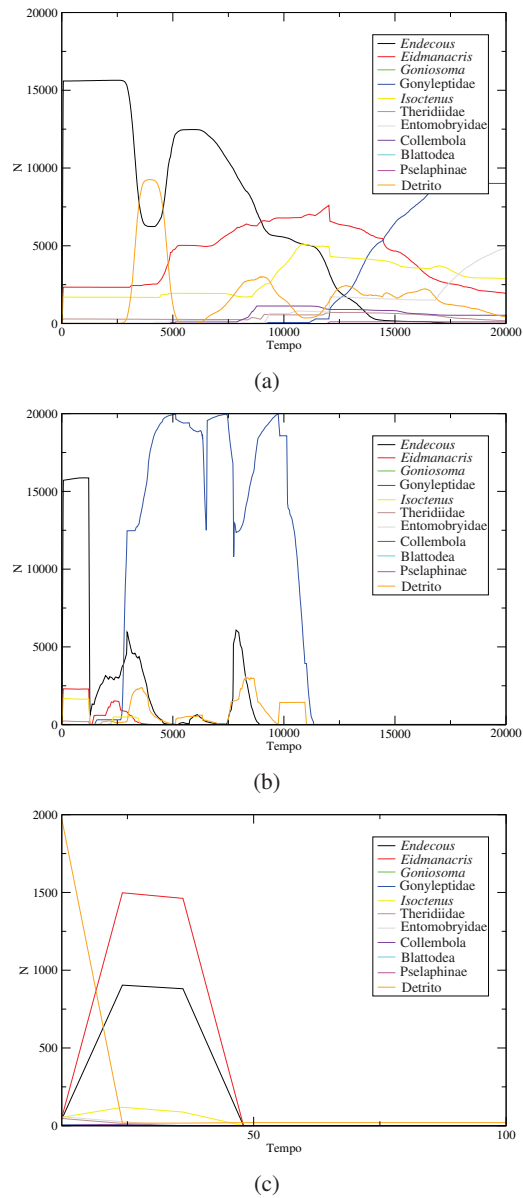 20000
15000
10000
5000
0
N
Endecous
Eidmanacris
Goniosoma
Gonyleptidae
Isoctenus
Theridiidae
Entomobryidae
Collembola
Blattodea
Pselaphinae
Detrito
0 5000 10000 15000 20000
Tempo
(a)
20000
15000
10000
5000
0
N
Endecous
Eidmanacris
Goniosoma
Gonyleptidae
Isoctenus
Theridiidae
Entomobryidae
Collembola
Blattodea
Pselaphinae
Detrito
0 5000 10000 15000 20000
Tempo
(b)
2000
1500
1000
500
0
N
Endecous
Eidmanacris
Goniosoma
Gonyleptidae
Isoctenus
Theridiidae
Entomobryidae
Collembola
Blattodea
Pselaphinae
Detrito
50 100
Tempo
(c)